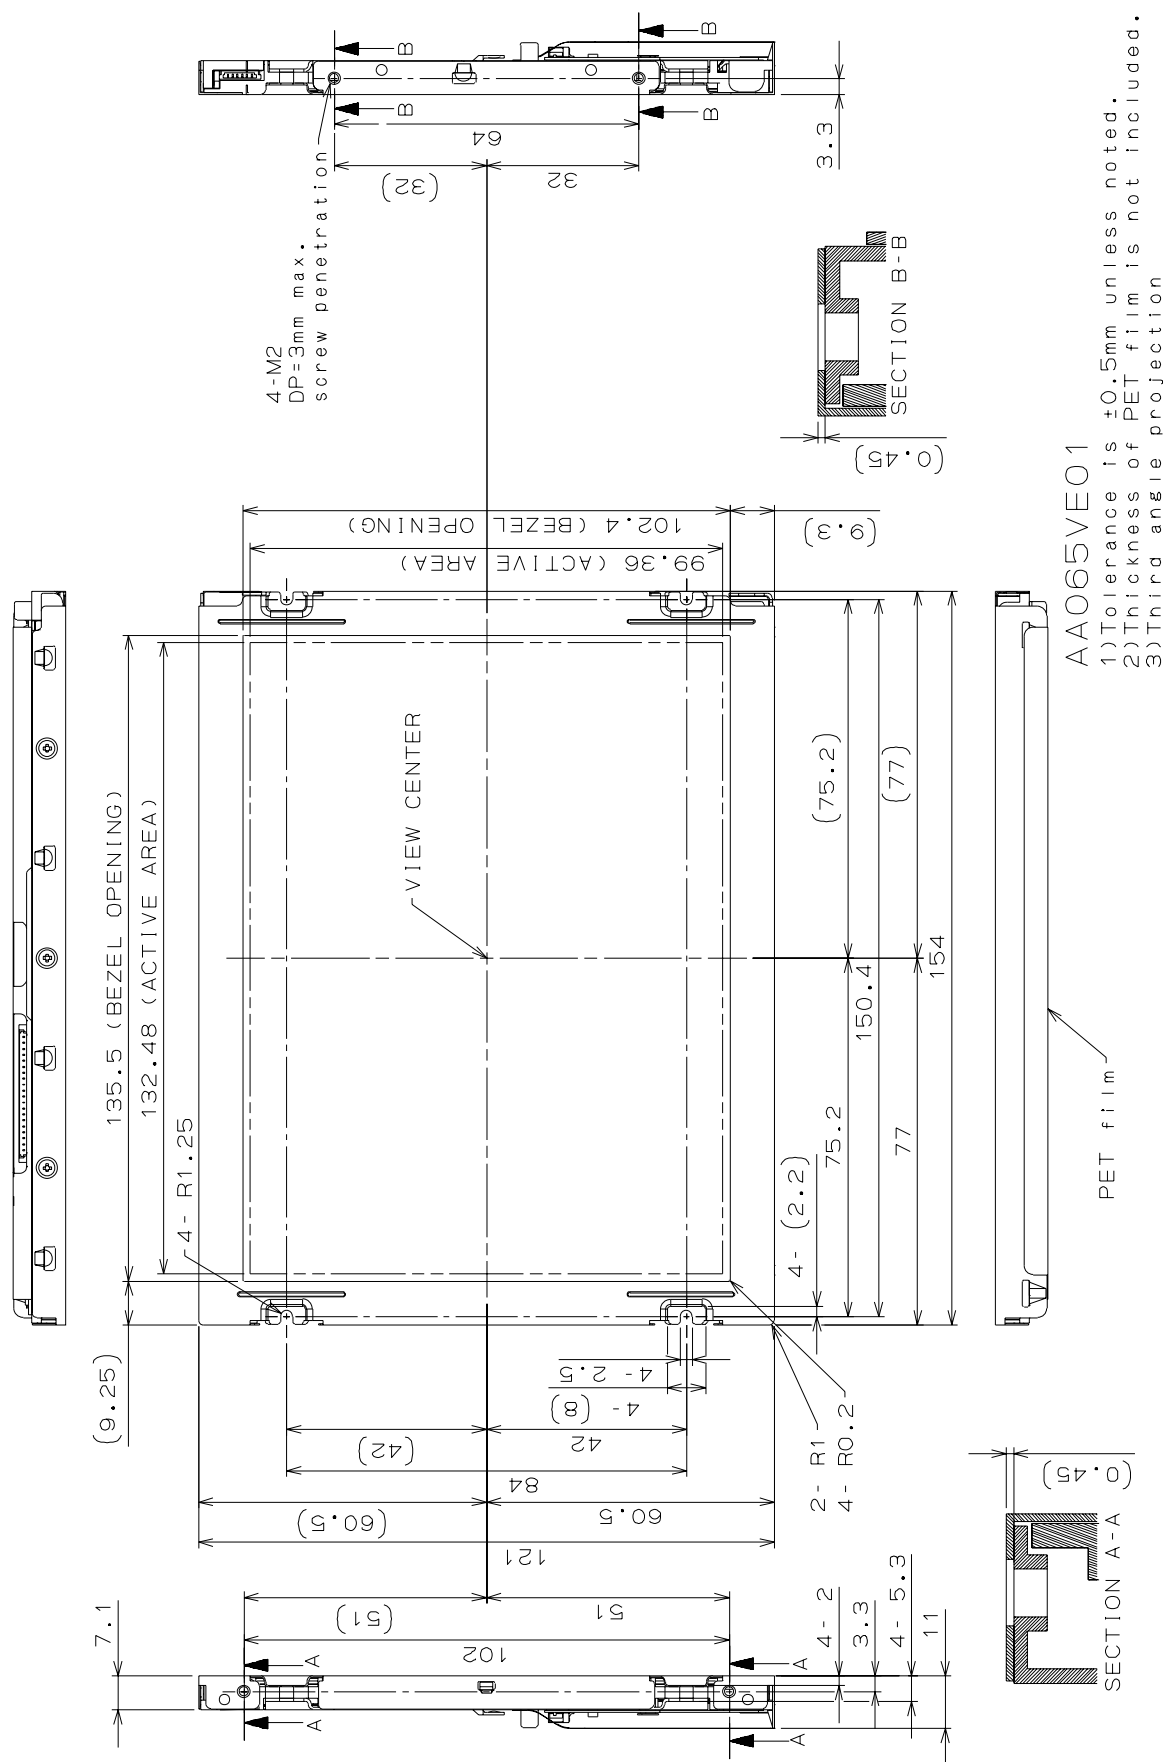 B
B
B
B
64
(32)
32
3.3
4-M2
DP=3mm max.
screw penetration
SECTION B-B
(0.45)
102.4 (BEZEL OPENING)
99.36 (ACTIVE AREA)
(9.3)
135.5 (BEZEL OPENING)
132.48 (ACTIVE AREA)
VIEW CENTER
(75.2)
(77)
150.4
154
75.2
77
4- R1.25
4- (2.2)
(9.25)
4- 2.5
4- (8)
(42)
42
84
(60.5)
60.5
121
2- R1
4- R0.2
PET film
(0.45)
SECTION A-A
7.1
(51)
51
102
A
A
A
A
4- 2
3.3
4- 5.3
11
AA065VE01
1)Tolerance is ±0.5mm unless noted.
2)Thickness of PET film is not included.
3)Third angle projection